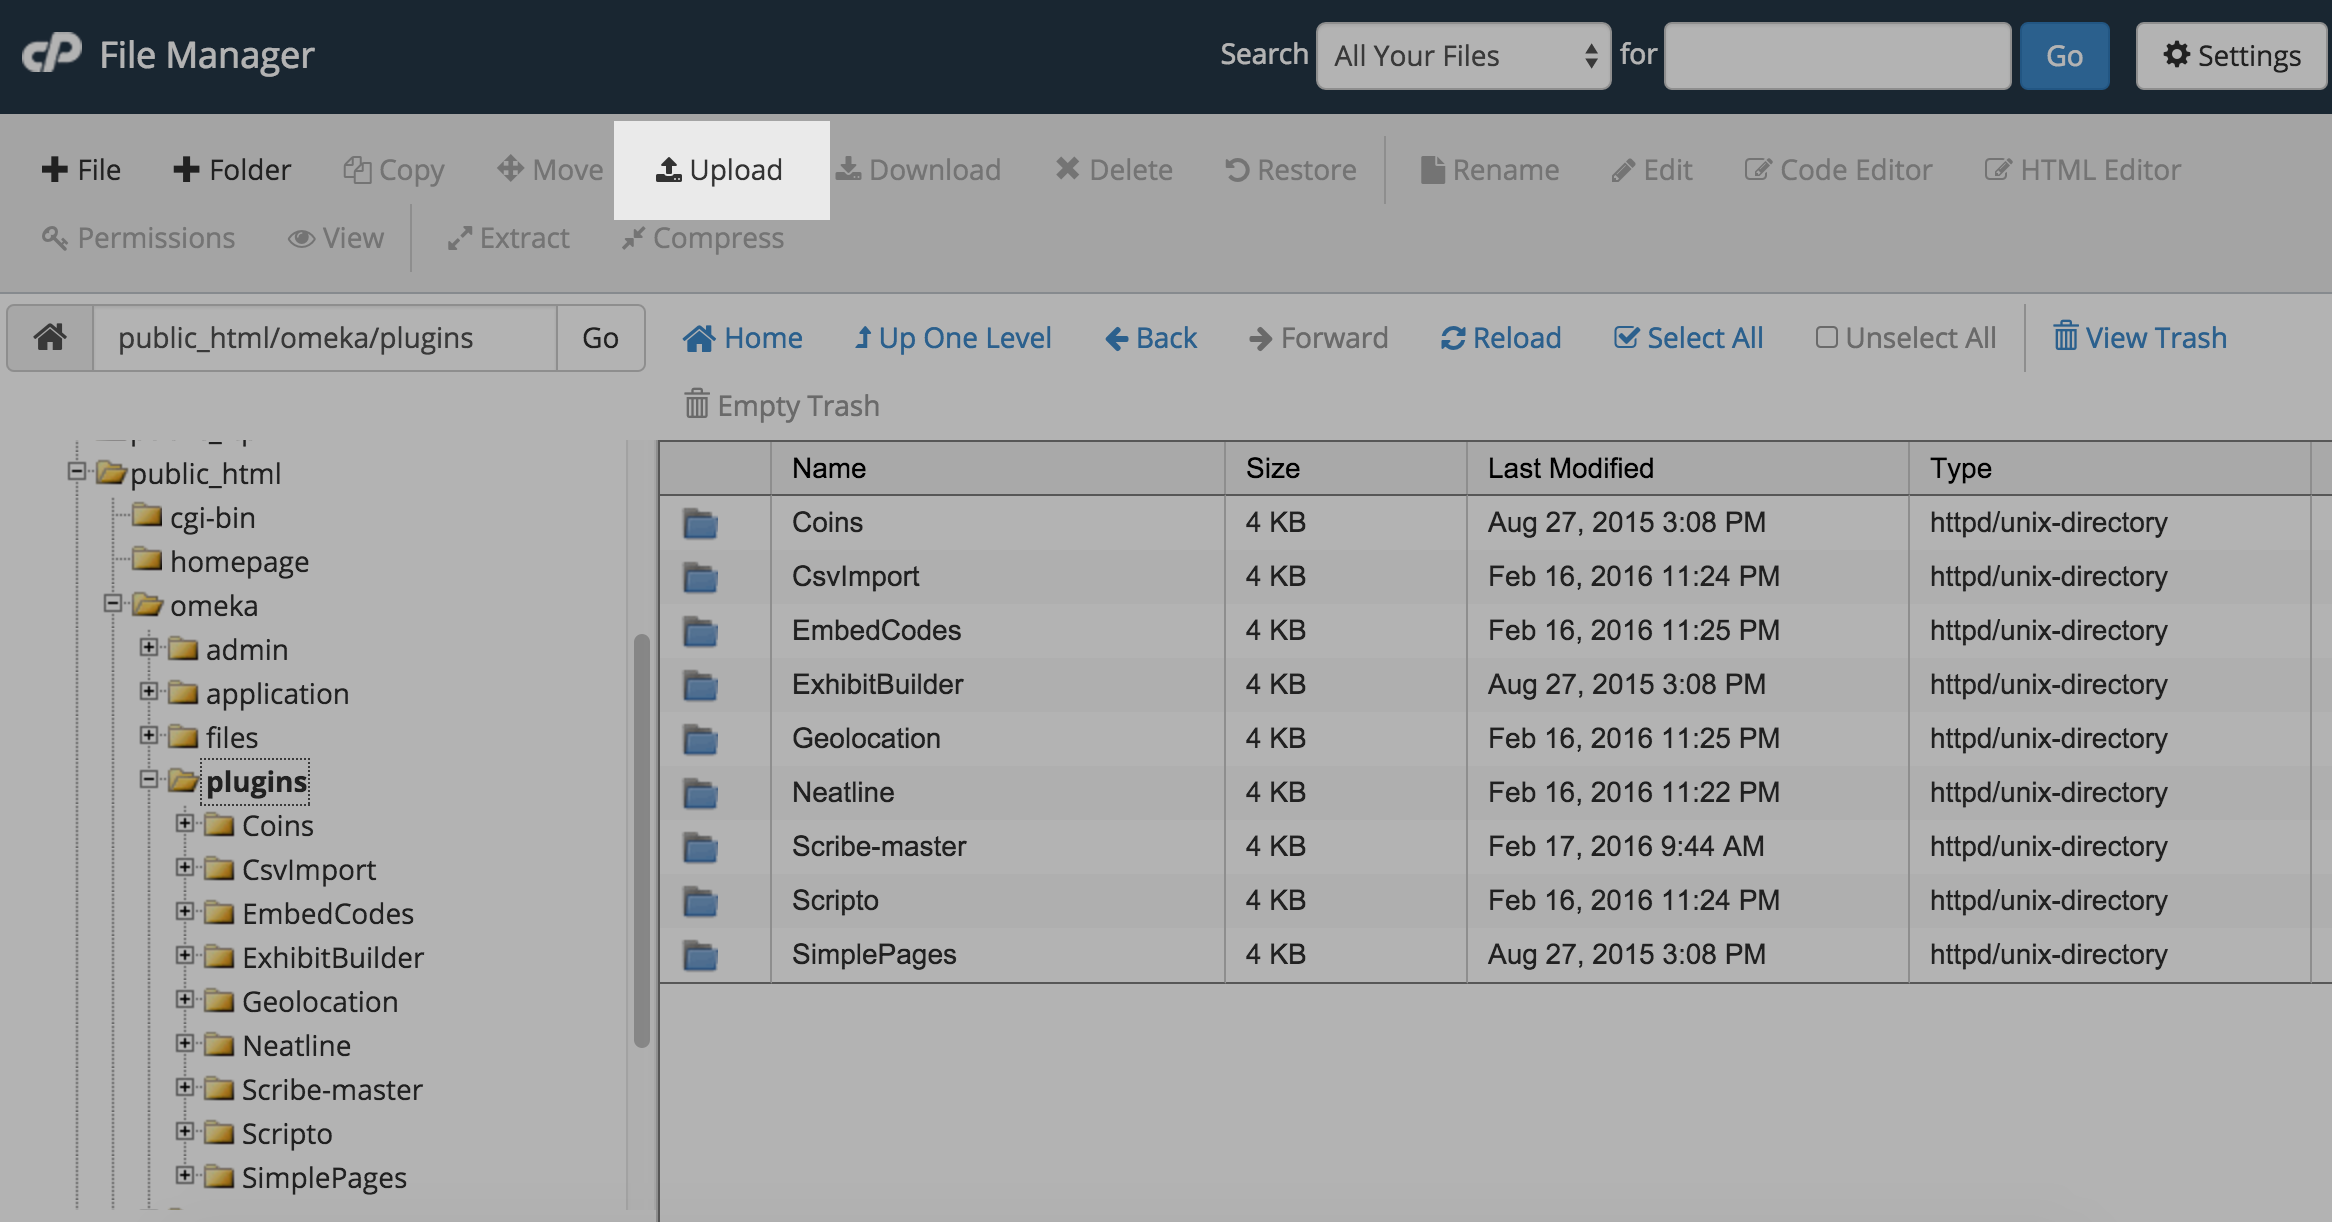 cP File Manager
Search All Your Files for Go Settings
File Folder Copy Move Upload Download Delete Restore Rename Edit Code Editor HTML Editor
Permissions View Extract Compress
public_html/omeka/plugins Go Home Up One Level Back Forward Reload Select All Unselect All View Trash
Empty Trash
public_html
cgi-bin
homepage
omeka
admin
application
files
plugins
Coins
CsvImport
EmbedCodes
ExhibitBuilder
Geolocation
Neatline
Scribe-master
Scripto
SimplePages
Name Size Last Modified Type
Coins 4 KB Aug 27, 2015 3:08 PM httpd/unix-directory
CsvImport 4 KB Feb 16, 2016 11:24 PM httpd/unix-directory
EmbedCodes 4 KB Feb 16, 2016 11:25 PM httpd/unix-directory
ExhibitBuilder 4 KB Aug 27, 2015 3:08 PM httpd/unix-directory
Geolocation 4 KB Feb 16, 2016 11:25 PM httpd/unix-directory
Neatline 4 KB Feb 16, 2016 11:22 PM httpd/unix-directory
Scribe-master 4 KB Feb 17, 2016 9:44 AM httpd/unix-directory
Scripto 4 KB Feb 16, 2016 11:24 PM httpd/unix-directory
SimplePages 4 KB Aug 27, 2015 3:08 PM httpd/unix-directory